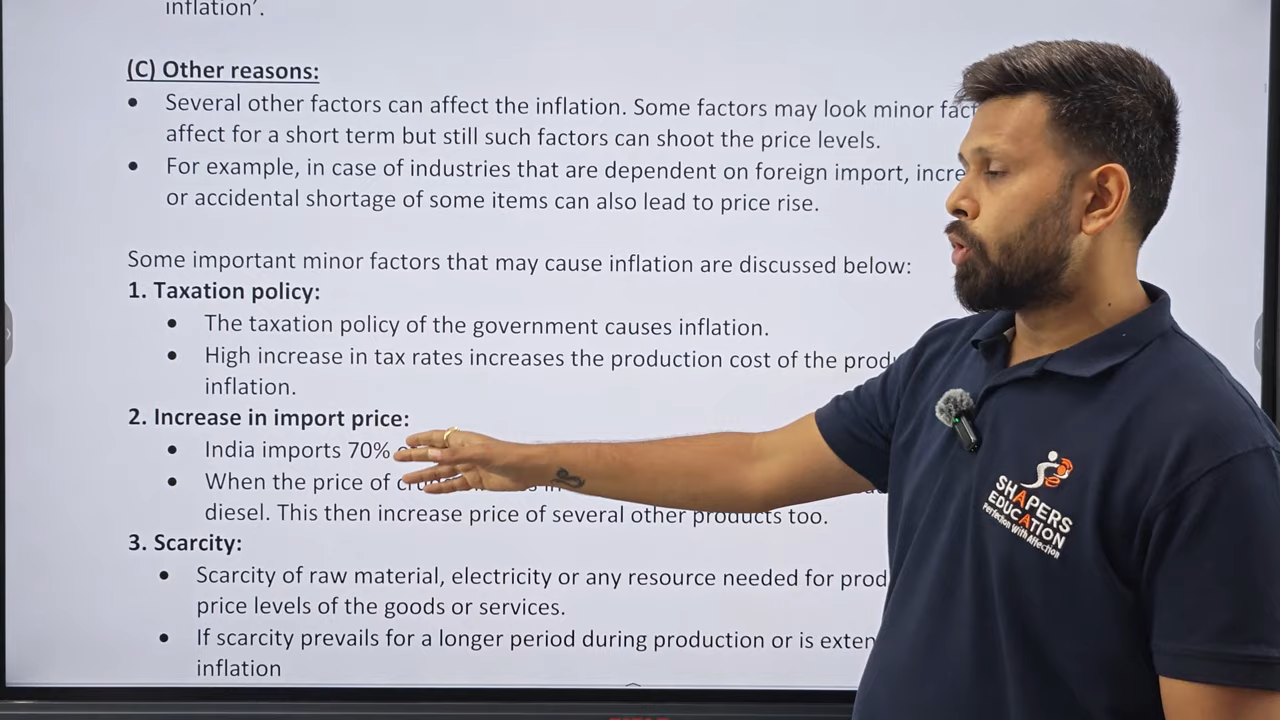 inflation’.
(C) Other reasons:
• Several other factors can affect the inflation. Some factors may look minor
affect for a short term but still such factors can shoot the price levels.
• For example, in case of industries that are dependent on foreign import,
or accidental shortage of some items can also lead to price rise.
Some important minor factors that may cause inflation are discussed below:
1. Taxation policy:
• The taxation policy of the government causes inflation.
• High increase in tax rates increases the production cost of the
inflation.
2. Increase in import price:
• India imports 70%
• When the price of
diesel. This then increase price of several other products too.
3. Scarcity:
• Scarcity of raw material, electricity or any resource needed for
price levels of the goods or services.
• If scarcity prevails for a longer period during production or is
inflation
SHAPERS
EDUCATION
Perfection With Affection